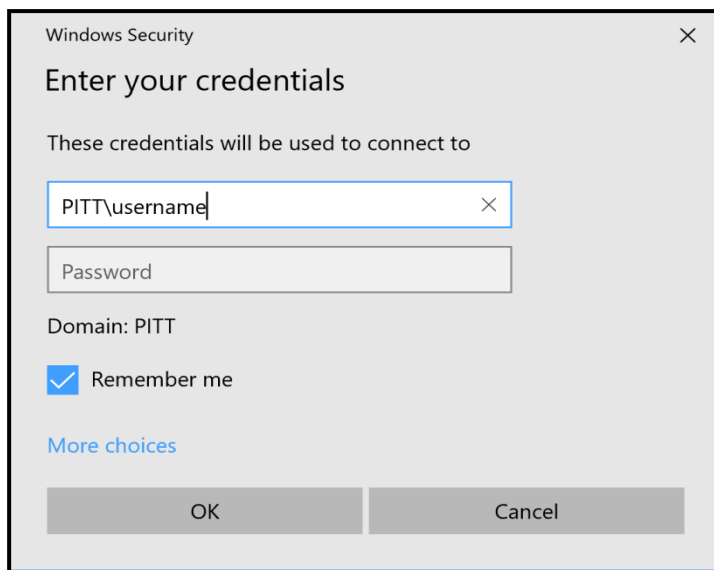 Windows Security
Enter your credentials
These credentials will be used to connect to
PITT\username
Password
Domain: PITT
Remember me
More choices
OK
Cancel